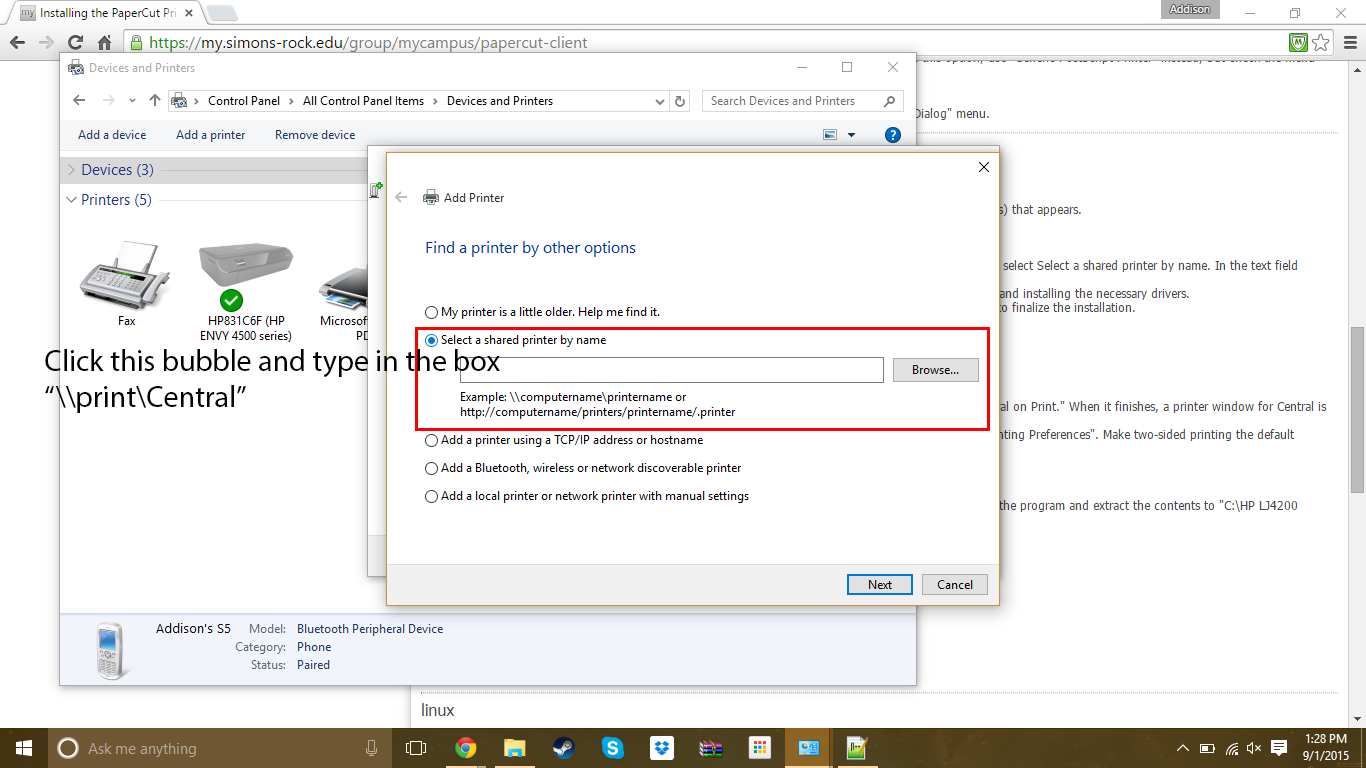 Installing the PaperCut Pri
Addison
https://my.simons-rock.edu/group/mycampus/papercut-client
Devices and Printers
Control Panel > All Control Panel Items > Devices and Printers
Search Devices and Printers
Add a device
Add a printer
Remove device
Devices (3)
Printers (5)
Fax
HP831C6F (HP
ENVY 4500 series)
Microsof
PD
Click this bubble and type in the box
“\\print\Central”
Add Printer
Find a printer by other options
My printer is a little older. Help me find it.
Select a shared printer by name
Browse...
Example: \\computername\printername or
http://computername/printers/printername/.printer
Add a printer using a TCP/IP address or hostname
Add a Bluetooth, wireless or network discoverable printer
Add a local printer or network printer with manual settings
Next
Cancel
Dialog" menu.
s) that appears.
select Select a shared printer by name. In the text field
and installing the necessary drivers.
to finalize the installation.
al on Print." When it finishes, a printer window for Central is
nting Preferences". Make two-sided printing the default
the program and extract the contents to "C:\HP LJ4200
Addison's S5
Model: Bluetooth Peripheral Device
Category: Phone
Status: Paired
linux
Ask me anything
1:28 PM
9/1/2015